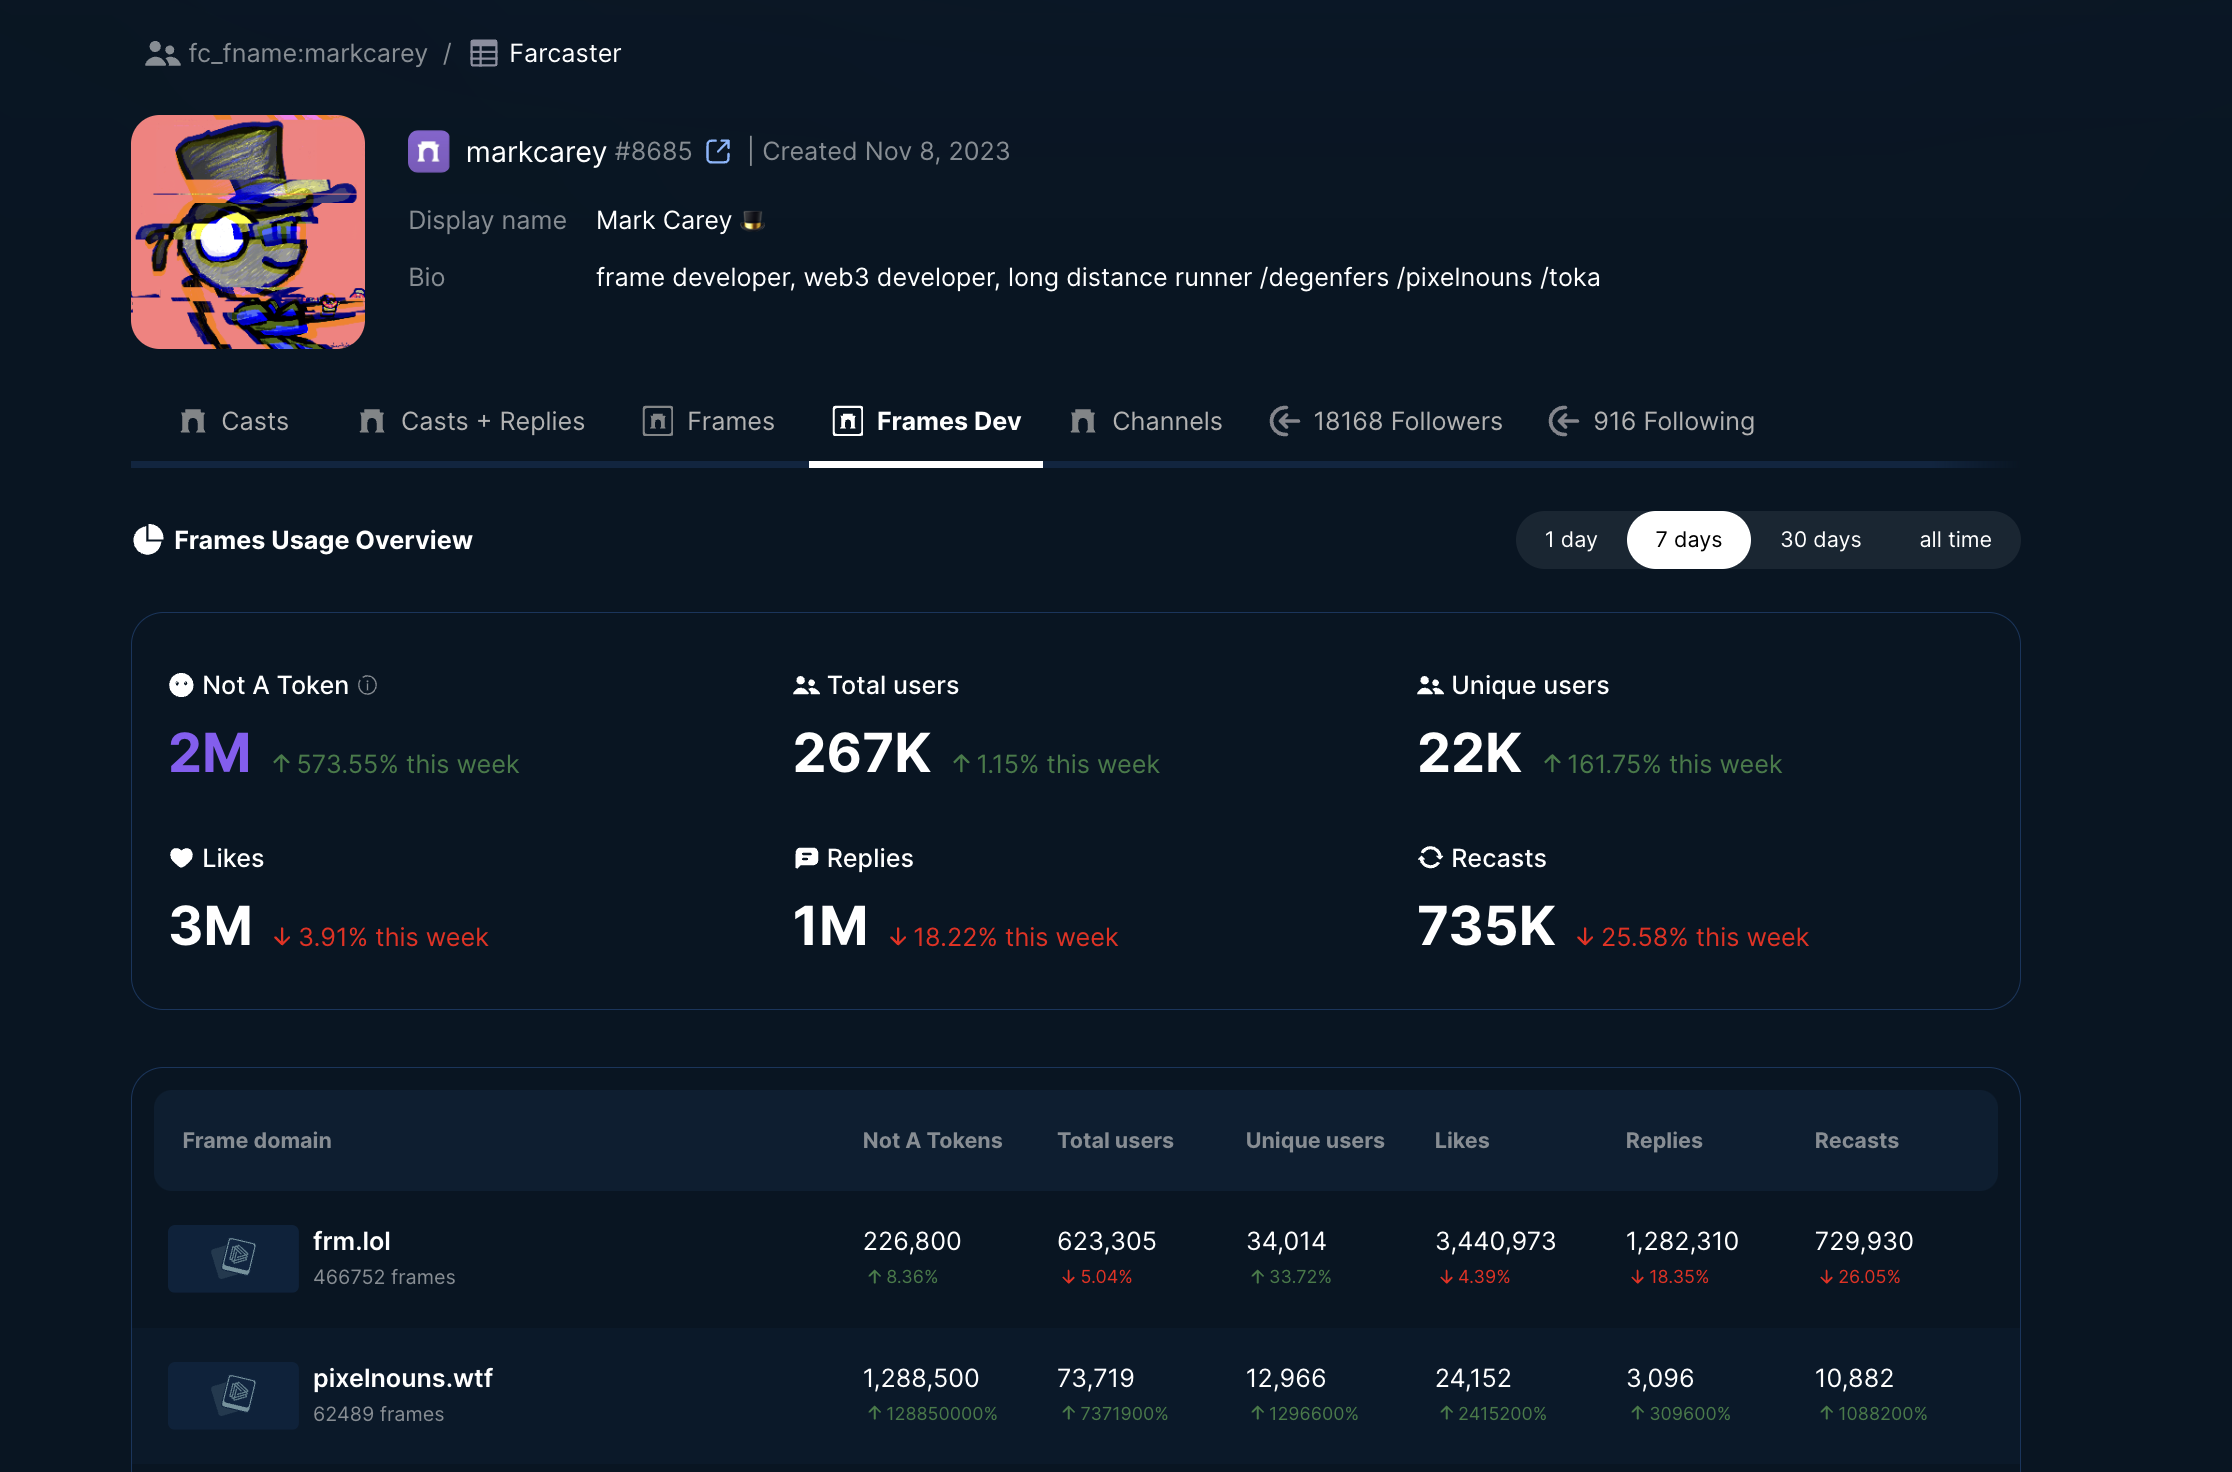 fc_fname:markcarey / Farcaster
markcarey #8685 | Created Nov 8, 2023
Display name Mark Carey 🎩
Bio frame developer, web3 developer, long distance runner /degenfers /pixelnouns /toka
Casts Casts + Replies Frames Frames Dev Channels 18168 Followers 916 Following
Frames Usage Overview 1 day 7 days 30 days all time
Not A Token Total users Unique users
2M ↑ 573.55% this week 267K ↑ 1.15% this week 22K ↑ 161.75% this week
Likes Replies Recasts
3M ↓ 3.91% this week 1M ↓ 18.22% this week 735K ↓ 25.58% this week
Frame domain Not A Tokens Total users Unique users Likes Replies Recasts
frm.lol 226,800 623,305 34,014 3,440,973 1,282,310 729,930
466752 frames ↑ 8.36% ↓ 5.04% ↑ 33.72% ↓ 4.39% ↓ 18.35% ↓ 26.05%
pixelnouns.wtf 1,288,500 73,719 12,966 24,152 3,096 10,882
62489 frames ↑ 128850000% ↑ 7371900% ↑ 1296600% ↑ 2415200% ↑ 309600% ↑ 1088200%